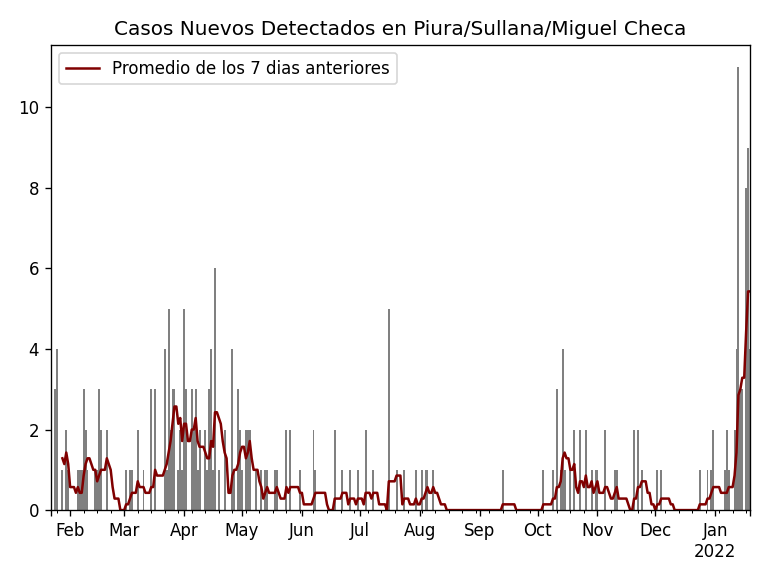 Casos Nuevos Detectados en Piura/Sullana/Miguel Checa
Promedio de los 7 dias anteriores
10
8
6
4
2
0
Feb Mar Apr May Jun Jul Aug Sep Oct Nov Dec Jan
2022